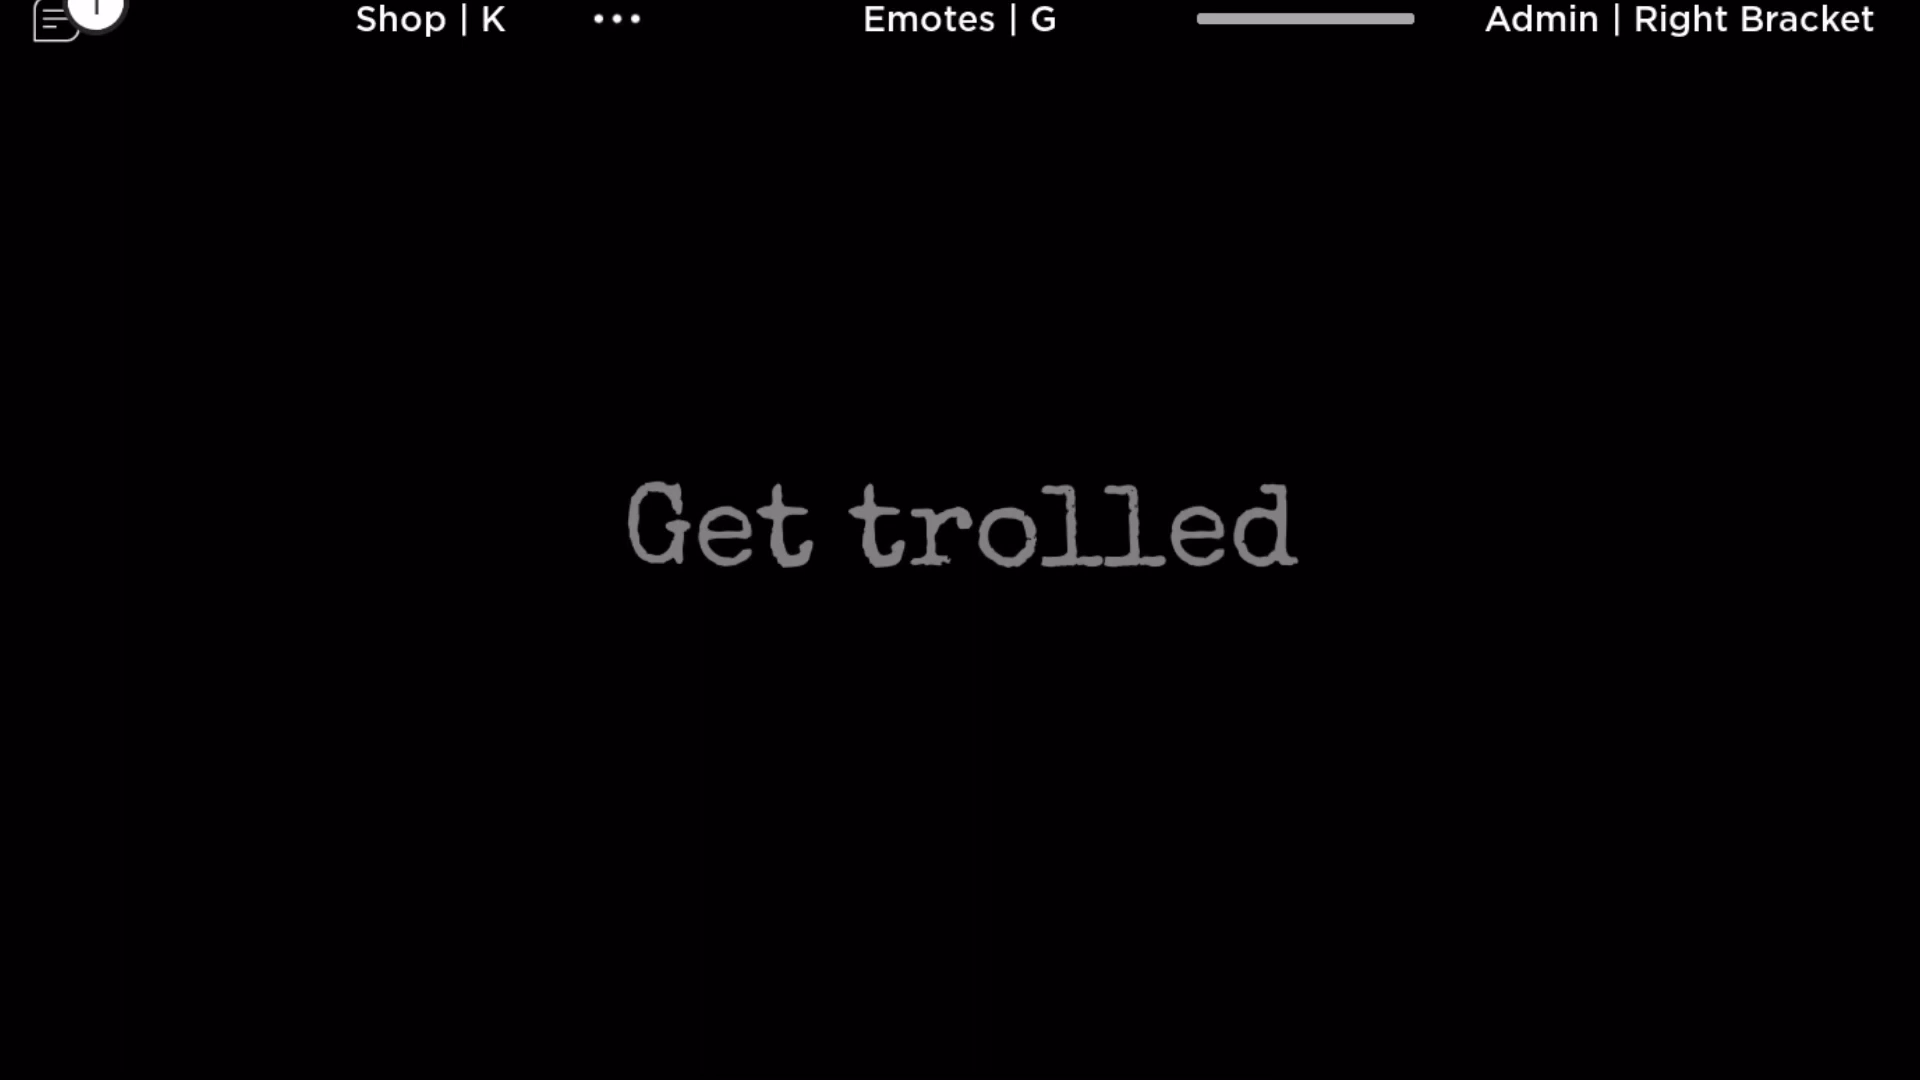 Shop | K ••• Emotes | G Admin | Right Bracket
Get trolled